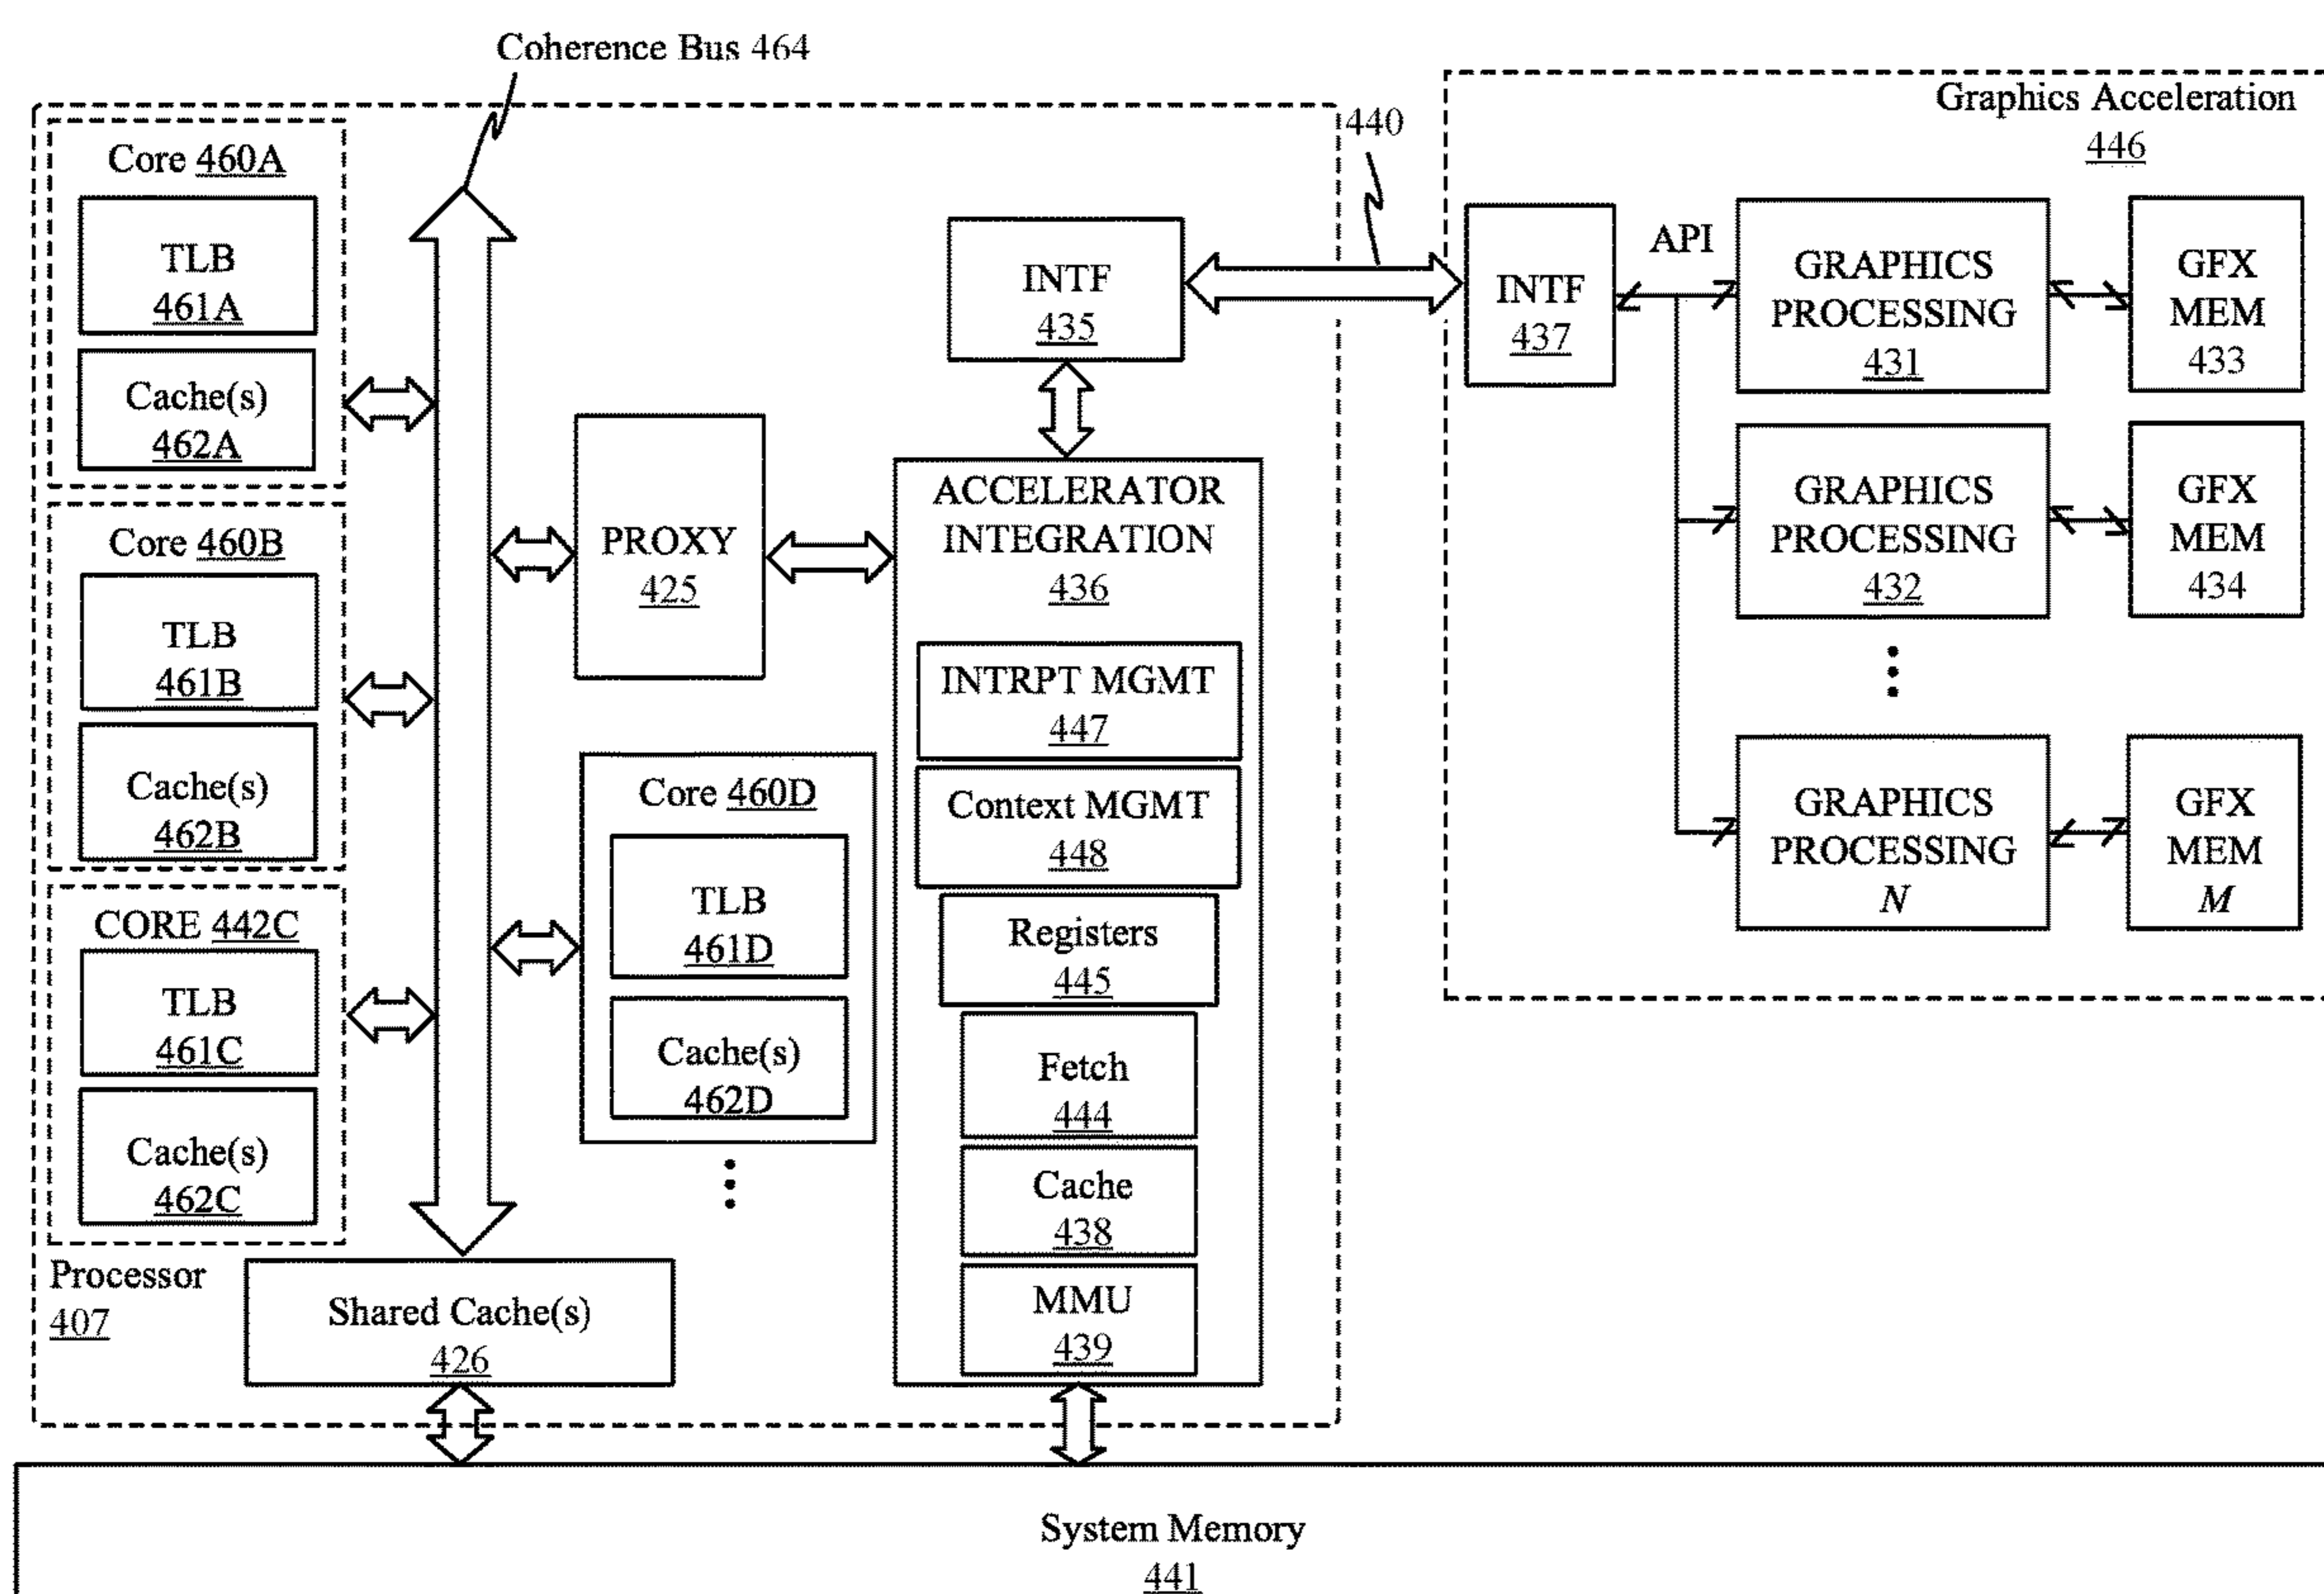 Coherence Bus 464
Core 460A
TLB
461A
Cache(s)
462A
Core 460B
TLB
461B
Cache(s)
462B
CORE 442C
TLB
461C
Cache(s)
462C
Processor
407
Shared Cache(s)
426
PROXY
425
Core 460D
TLB
461D
Cache(s)
462D
INTF
435
ACCELERATOR
INTEGRATION
436
INTRPT MGMT
447
Context MGMT
448
Registers
445
Fetch
444
Cache
438
MMU
439
440
Graphics Acceleration
446
INTF
437
API
GRAPHICS
PROCESSING
431
GFX
MEM
433
GRAPHICS
PROCESSING
432
GFX
MEM
434
GRAPHICS
PROCESSING
N
GFX
MEM
M
System Memory
441